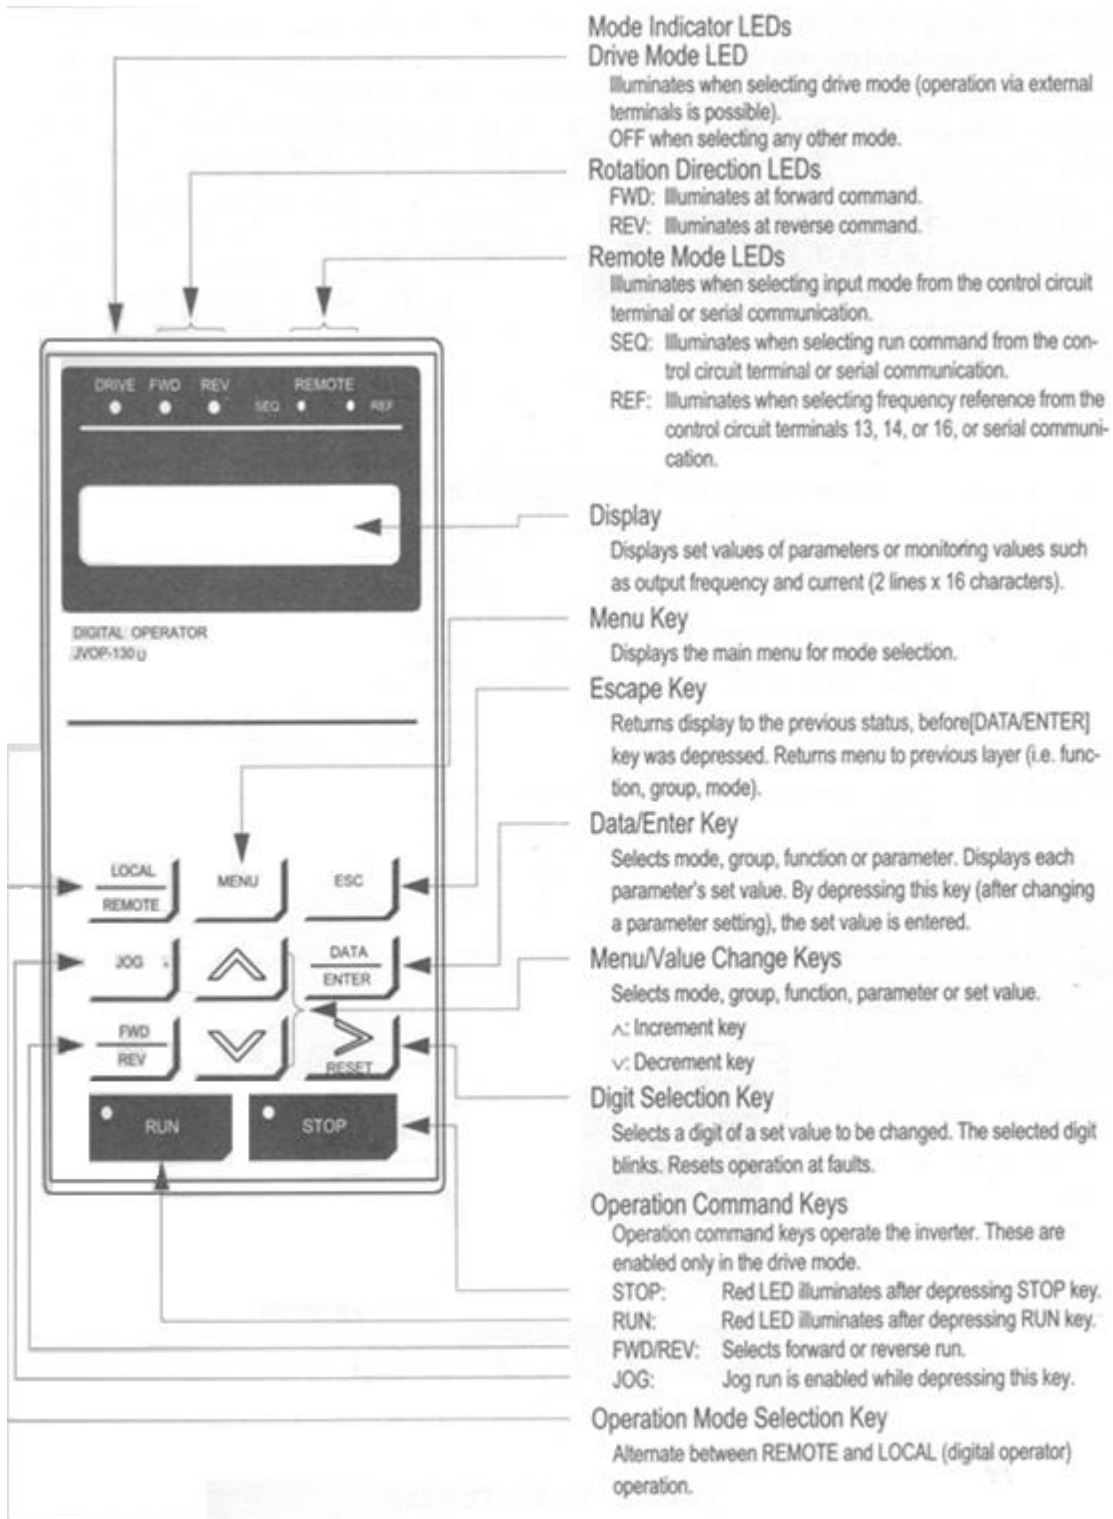 Mode Indicator LEDs
Drive Mode LED
Illuminates when selecting drive mode (operation via external
terminals is possible).
OFF when selecting any other mode.
Rotation Direction LEDs
FWD: Illuminates at forward command.
REV: Illuminates at reverse command.
Remote Mode LEDs
Illuminates when selecting input mode from the control circuit
terminal or serial communication.
SEQ: Illuminates when selecting run command from the con-
trol circuit terminal or serial communication.
REF: Illuminates when selecting frequency reference from the
control circuit terminals 13, 14, or 16, or serial communi-
cation.
DRIVE FWD REV REMOTE
SEQ REF
Display
Displays set values of parameters or monitoring values such
as output frequency and current (2 lines x 16 characters).
DIGITAL OPERATOR
JVOP-130 U
Menu Key
Displays the main menu for mode selection.
Escape Key
Returns display to the previous status, before[DATA/ENTER]
key was depressed. Returns menu to previous layer (i.e. func-
tion, group, mode).
Data/Enter Key
Selects mode, group, function or parameter. Displays each
parameter's set value. By depressing this key (after changing
a parameter setting), the set value is entered.
Menu/Value Change Keys
Selects mode, group, function, parameter or set value.
∧: Increment key
∨: Decrement key
Digit Selection Key
Selects a digit of a set value to be changed. The selected digit
blinks. Resets operation at faults.
Operation Command Keys
Operation command keys operate the inverter. These are
enabled only in the drive mode.
STOP: Red LED illuminates after depressing STOP key.
RUN: Red LED illuminates after depressing RUN key.
FWD/REV: Selects forward or reverse run.
JOG: Jog run is enabled while depressing this key.
Operation Mode Selection Key
Alternate between REMOTE and LOCAL (digital operator)
operation.
LOCAL
REMOTE
MENU
ESC
JOG
DATA
ENTER
FWD
REV
RESET
RUN
STOP